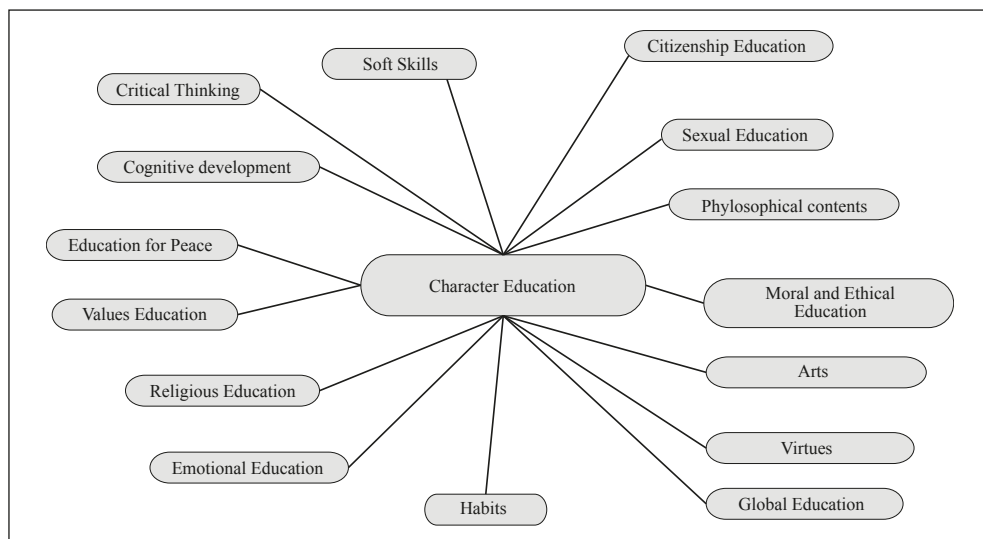 Soft Skills
Citizenship Education
Critical Thinking
Sexual Education
Cognitive development
Phylosophical contents
Education for Peace
Character Education
Values Education
Moral and Ethical
Education
Arts
Religious Education
Virtues
Emotional Education
Habits
Global Education